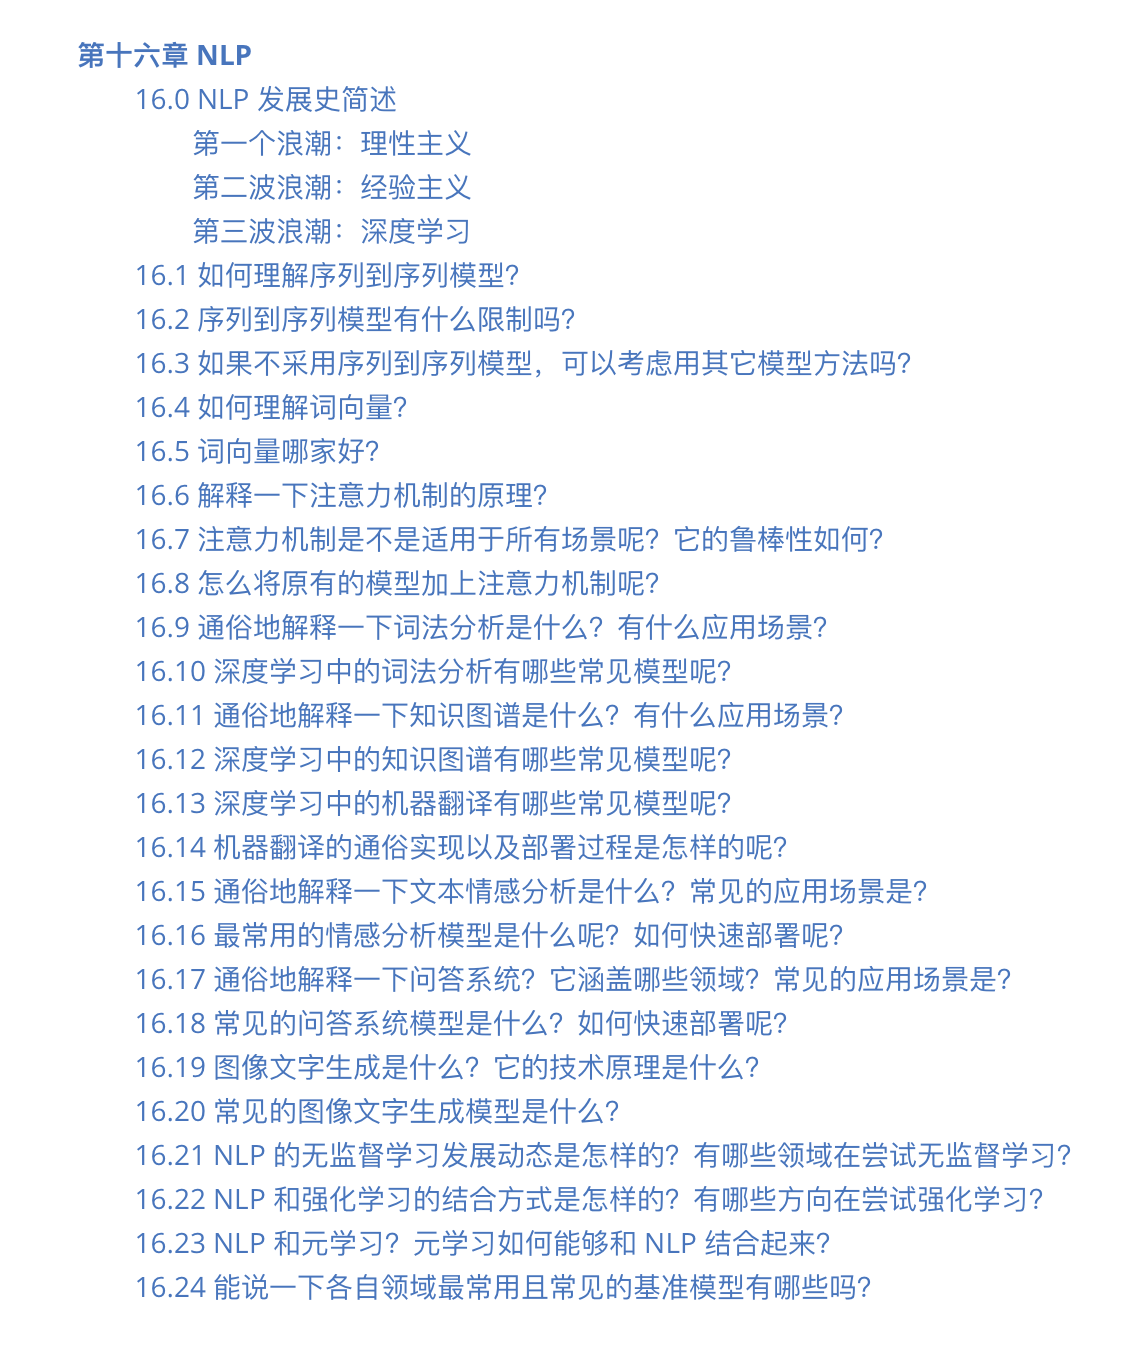 第十六章 NLP
16.0 NLP 发展史简述
第一个浪潮：理性主义
第二波浪潮：经验主义
第三波浪潮：深度学习
16.1 如何理解序列到序列模型？
16.2 序列到序列模型有什么限制吗？
16.3 如果不采用序列到序列模型，可以考虑用其它模型方法吗？
16.4 如何理解词向量？
16.5 词向量哪家好？
16.6 解释一下注意力机制的原理？
16.7 注意力机制是不是适用于所有场景呢？它的鲁棒性如何？
16.8 怎么将原有的模型加上注意力机制呢？
16.9 通俗地解释一下词法分析是什么？有什么应用场景？
16.10 深度学习中的词法分析有哪些常见模型呢？
16.11 通俗地解释一下知识图谱是什么？有什么应用场景？
16.12 深度学习中的知识图谱有哪些常见模型呢？
16.13 深度学习中的机器翻译有哪些常见模型呢？
16.14 机器翻译的通俗实现以及部署过程是怎样的呢？
16.15 通俗地解释一下文本情感分析是什么？常见的应用场景是？
16.16 最常用的情感分析模型是什么呢？如何快速部署呢？
16.17 通俗地解释一下问答系统？它涵盖哪些领域？常见的应用场景是？
16.18 常见的问答系统模型是什么？如何快速部署呢？
16.19 图像文字生成是什么？它的技术原理是什么？
16.20 常见的图像文字生成模型是什么？
16.21 NLP 的无监督学习发展动态是怎样的？有哪些领域在尝试无监督学习？
16.22 NLP 和强化学习的结合方式是怎样的？有哪些方向在尝试强化学习？
16.23 NLP 和元学习？元学习如何能够和 NLP 结合起来？
16.24 能说一下各自领域最常用且常见的基准模型有哪些吗？